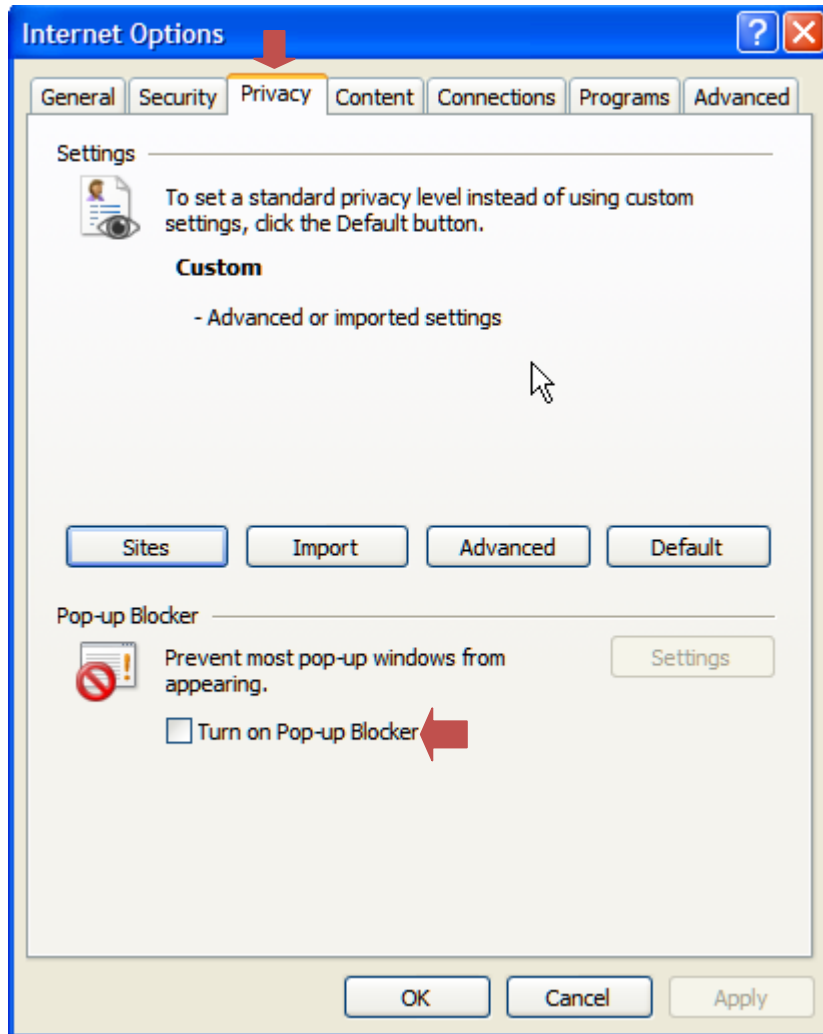 Internet Options
General Security Privacy Content Connections Programs Advanced
Settings
To set a standard privacy level instead of using custom
settings, click the Default button.
Custom
- Advanced or imported settings
Sites Import Advanced Default
Pop-up Blocker
Prevent most pop-up windows from
appearing.
Settings
Turn on Pop-up Blocker
OK Cancel Apply